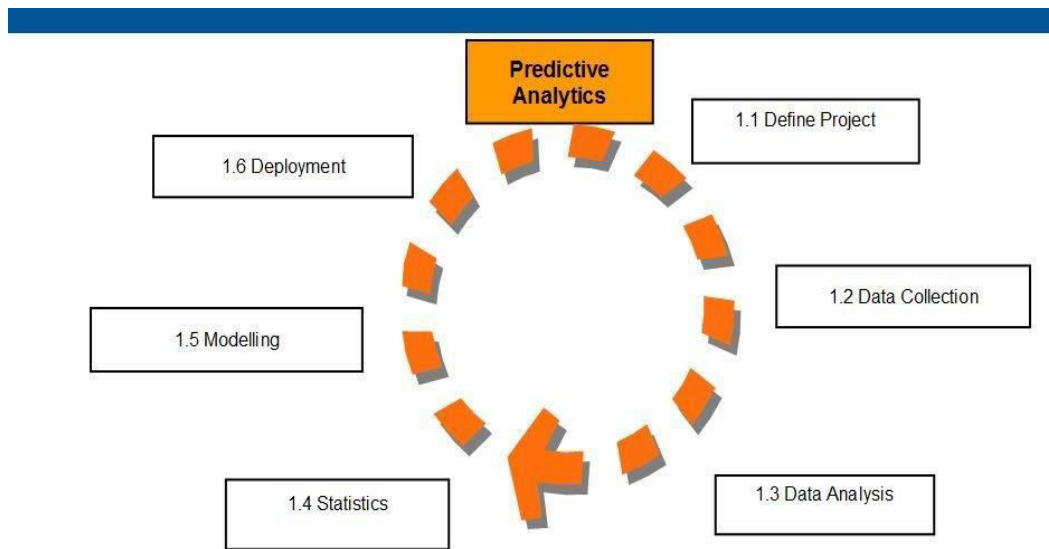 Predictive
Analytics
1.1 Define Project
1.6 Deployment
1.2 Data Collection
1.5 Modelling
1.4 Statistics
1.3 Data Analysis